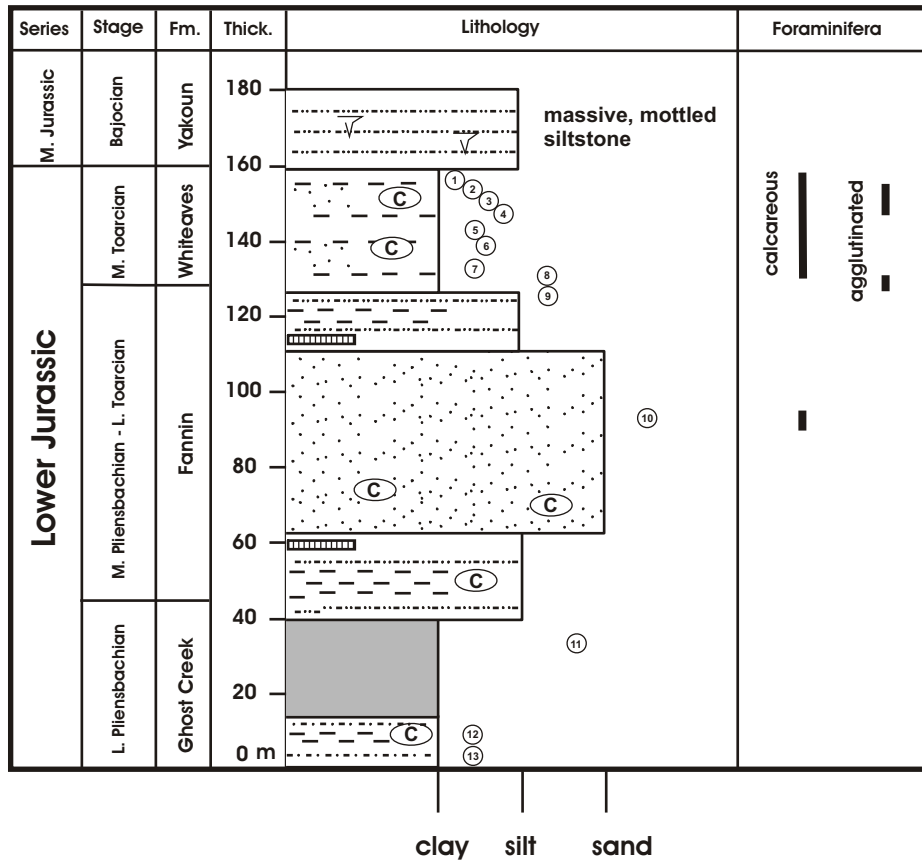 Series Stage Fm. Thick. Lithology Foraminifera
M. Jurassic
Bajocian
Yakoun
Lower Jurassic
M. Toarcian
Whiteaves
M. Pliensbachian - L. Toarcian
Fannin
L. Pliensbachian
Ghost Creek
180
160
140
120
100
80
60
40
20
0 m
massive, mottled
siltstone
C
C
C
C
C
C
1
2
3
4
5
6
7
8
9
10
11
12
13
calcareous
agglutinated
clay silt sand